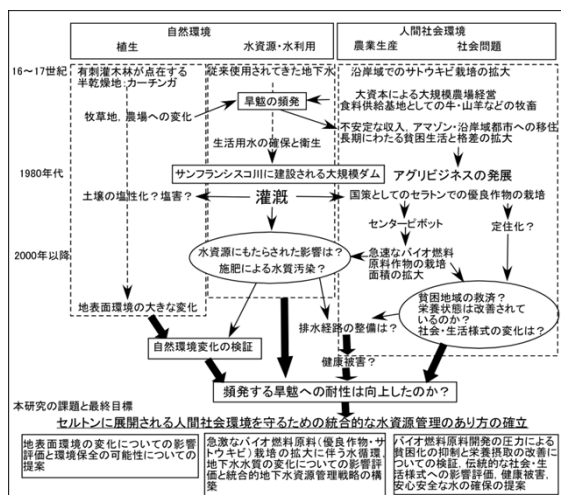 自然環境
人間社会環境
植生
水資源・水利用
農業生産
社会問題
16～17世紀
有刺灌木林が点在する
半乾燥地：カーチンガ
従来使用されてきた地下水
沿岸域でのサトウキビ栽培の拡大
大資本による大規模農場経営
食料供給基地としての牛・山羊などの牧畜
旱魃の頻発
牧草地，農場への変化
不安定な収入、アマゾン・沿岸域都市への移住
長期にわたる貧困生活と格差の拡大
生活用水の確保と衛生
1980年代
サンフランシスコ川に建設される大規模ダム
アグリビジネスの発展
土壌の塩性化？塩害？
灌漑
国策としてのセラトンでの優良作物の栽培
センターピボット
定住化？
2000年以降
水資源にもたらされた影響は？
施肥による水質汚染？
急速なバイオ燃料
原料作物の栽培
面積の拡大
貧困地域の救済？
栄養状態は改善されて
いるのか？
社会・生活様式の変化は？
地表面環境の大きな変化
排水経路の整備は？
自然環境変化の検証
健康被害？
頻発する旱魃への耐性は向上したのか？
本研究の課題と最終目標
セルトンに展開される人間社会環境を守るための統合的な水資源管理のあり方の確立
地表面環境の変化についての影響
評価と環境保全の可能性についての
提案
急激なバイオ燃料原料（優良作物・サ
トウキビ）栽培の拡大に伴う水循環，
地下水水質の変化についての影響評
価と統合的地下水資源管理戦略の構
築
バイオ燃料原料開発の圧力による貧
困化の抑制と栄養摂取の改善につ
いての検証，伝統的な社会・生活様
式への影響評価，健康被害，安心
安全な水の確保の提案